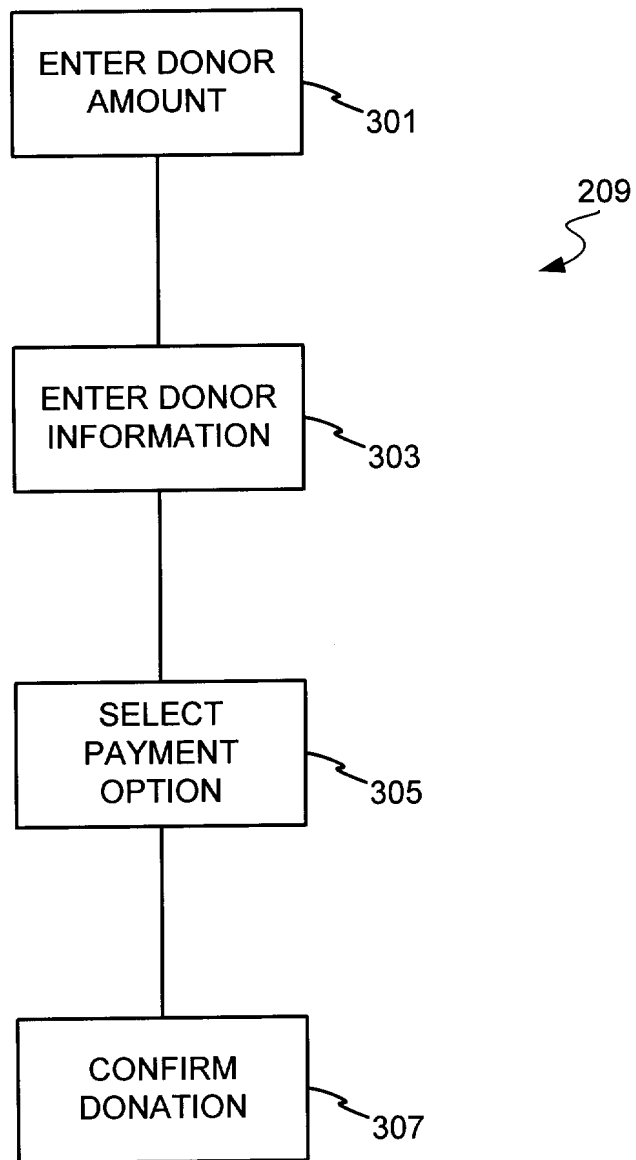 ENTER DONOR
AMOUNT
301
209
ENTER DONOR
INFORMATION
303
SELECT
PAYMENT
OPTION
305
CONFIRM
DONATION
307